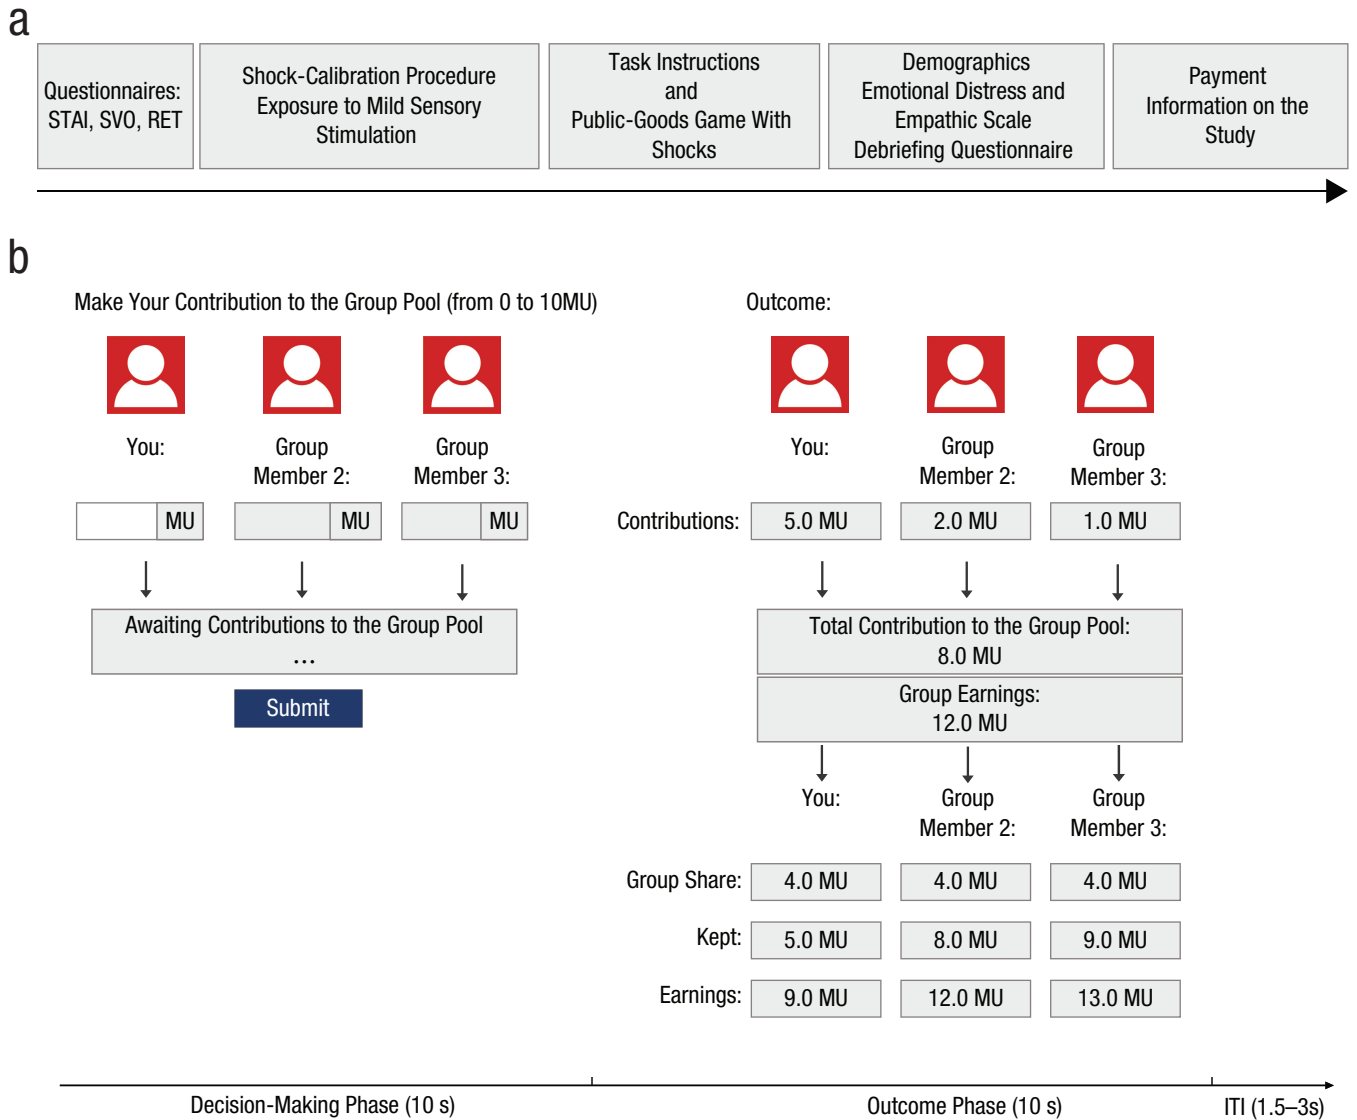 a
Questionnaires:
STAI, SVO, RET
Shock-Calibration Procedure
Exposure to Mild Sensory
Stimulation
Task Instructions
and
Public-Goods Game With
Shocks
Demographics
Emotional Distress and
Empathic Scale
Debriefing Questionnaire
Payment
Information on the
Study
b
Make Your Contribution to the Group Pool (from 0 to 10MU)
You:
Group
Member 2:
Group
Member 3:
MU
MU
MU
Awaiting Contributions to the Group Pool
...
Submit
Outcome:
You:
Group
Member 2:
Group
Member 3:
Contributions: 5.0 MU 2.0 MU 1.0 MU
Total Contribution to the Group Pool:
8.0 MU
Group Earnings:
12.0 MU
You:
Group
Member 2:
Group
Member 3:
Group Share: 4.0 MU 4.0 MU 4.0 MU
Kept: 5.0 MU 8.0 MU 9.0 MU
Earnings: 9.0 MU 12.0 MU 13.0 MU
Decision-Making Phase (10 s) Outcome Phase (10 s) ITI (1.5–3s)